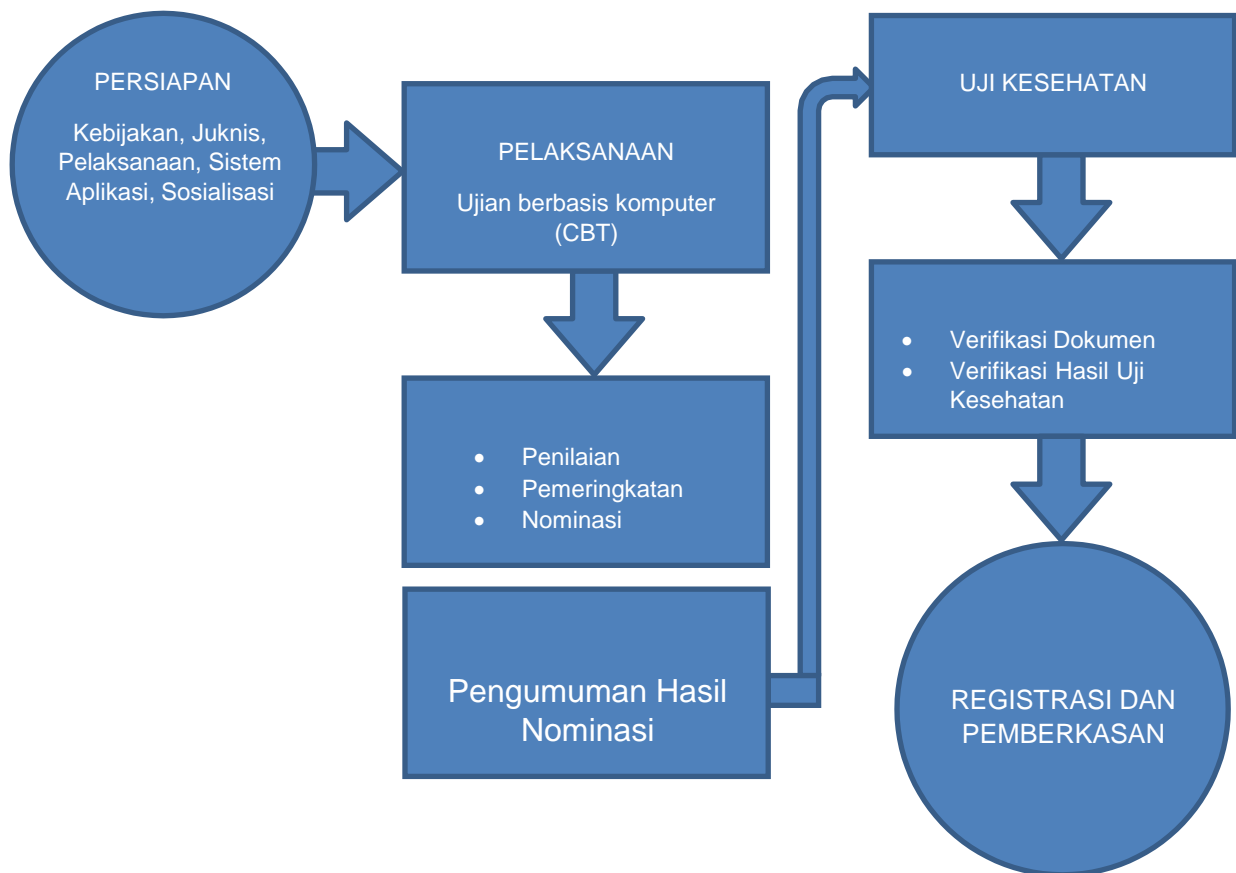 PERSIAPAN
Kebijakan, Juknis,
Pelaksanaan, Sistem
Aplikasi, Sosialisasi
PELAKSANAAN
Ujian berbasis komputer
(CBT)
• Penilaian
• Pemeringkatan
• Nominasi
Pengumuman Hasil
Nominasi
UJI KESEHATAN
• Verifikasi Dokumen
• Verifikasi Hasil Uji
Kesehatan
REGISTRASI DAN
PEMBERKASAN